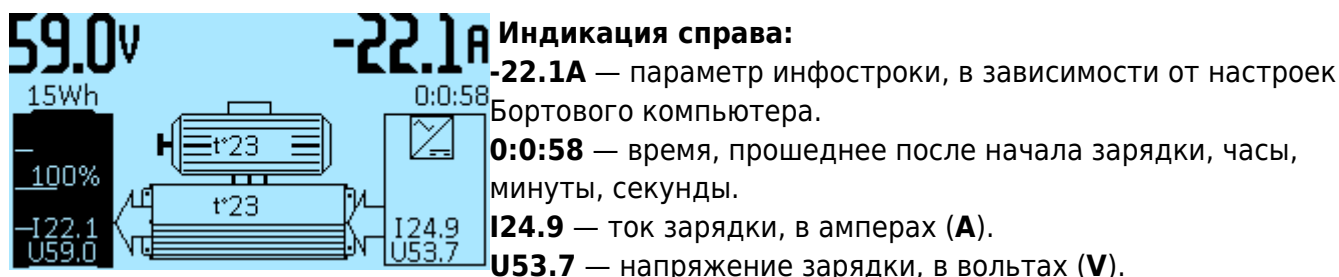 59.0V
-22.1A
15Wh
0:0:58
t°23
100%
t°23
I22.1
U59.0
I24.9
U53.7
Индикация справа:
-22.1A — параметр инфостроки, в зависимости от настроек
Бортового компьютера.
0:0:58 — время, прошеднее после начала зарядки, часы,
минуты, секунды.
I24.9 — ток зарядки, в амперах (A).
U53.7 — напряжение зарядки, в вольтах (V).